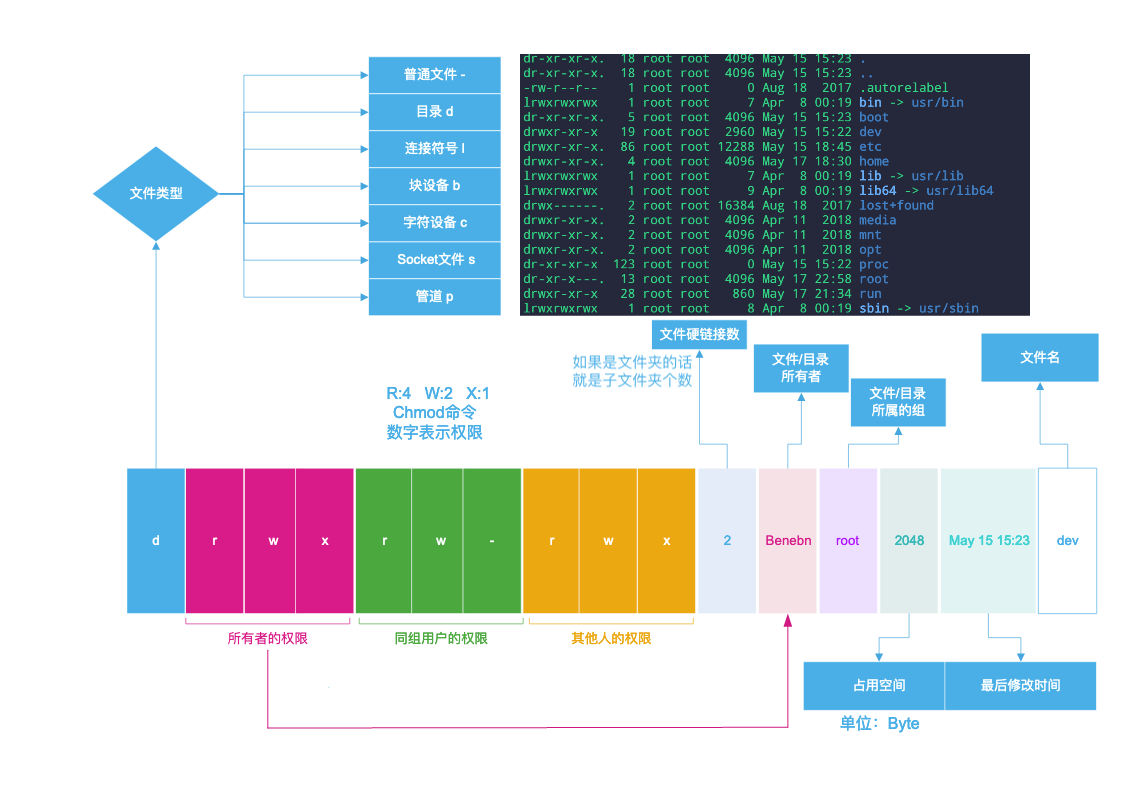 普通文件 -
目录 d
连接符号 l
块设备 b
字符设备 c
Socket文件 s
管道 p
文件类型
dr-xr-xr-x. 18 root root 4096 May 15 15:23 .
dr-xr-xr-x. 18 root root 4096 May 15 15:23 ..
-rw-r--r-- 1 root root 0 Aug 18 2017 .autorelabel
lrwxrwxrwx 1 root root 7 Apr 8 00:19 bin -> usr/bin
dr-xr-xr-x. 5 root root 4096 May 15 15:23 boot
drwxr-xr-x 19 root root 2960 May 15 15:22 dev
drwxr-xr-x. 86 root root 12288 May 15 18:45 etc
drwxr-xr-x. 4 root root 4096 May 17 18:30 home
lrwxrwxrwx 1 root root 7 Apr 8 00:19 lib -> usr/lib
lrwxrwxrwx 1 root root 9 Apr 8 00:19 lib64 -> usr/lib64
drwx------. 2 root root 16384 Aug 18 2017 lost+found
drwxr-xr-x. 2 root root 4096 Apr 11 2018 media
drwxr-xr-x. 2 root root 4096 Apr 11 2018 mnt
drwxr-xr-x. 2 root root 4096 Apr 11 2018 opt
dr-xr-xr-x 123 root root 0 May 15 15:22 proc
dr-xr-x---. 13 root root 4096 May 17 22:58 root
drwxr-xr-x 28 root root 860 May 17 21:34 run
lrwxrwxrwx 1 root root 8 Apr 8 00:19 sbin -> usr/sbin
文件硬链接数
如果是文件夹的话
就是子文件夹个数
文件/目录
所有者
文件/目录
所属的组
文件名
R:4 W:2 X:1
Chmod命令
数字表示权限
d r w x r w - r w x 2 Benebn root 2048 May 15 15:23 dev
所有者的权限
同组用户的权限
其他人的权限
占用空间
最后修改时间
单位：Byte